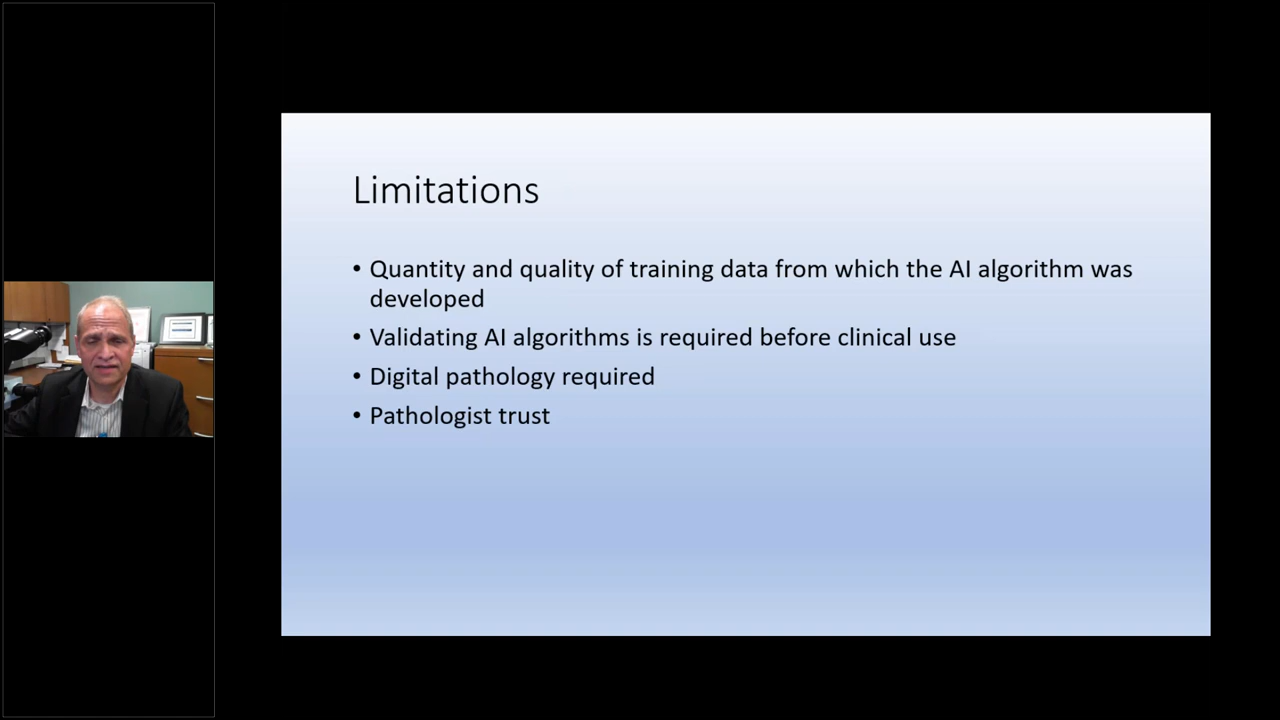 Limitations
• Quantity and quality of training data from which the AI algorithm was
developed
• Validating AI algorithms is required before clinical use
• Digital pathology required
• Pathologist trust